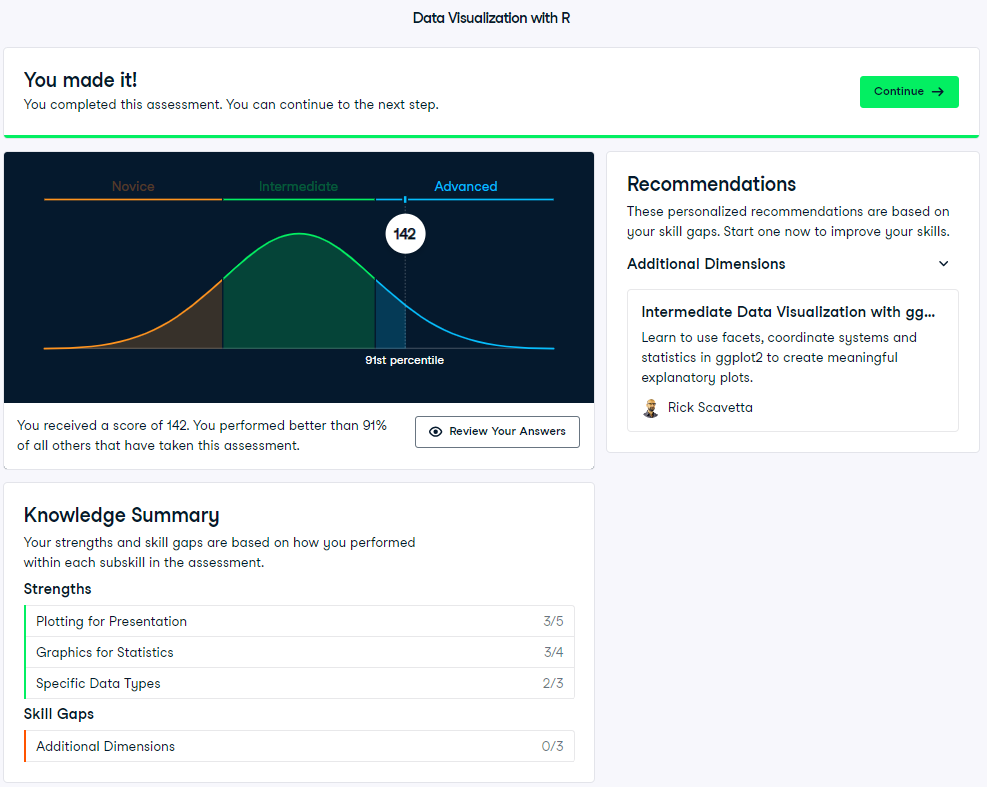 Data Visualization with R
You made it!
You completed this assessment. You can continue to the next step.
Continue
Novice
Intermediate
Advanced
142
91st percentile
You received a score of 142. You performed better than 91%
of all others that have taken this assessment.
Review Your Answers
Recommendations
These personalized recommendations are based on
your skill gaps. Start one now to improve your skills.
Additional Dimensions
Intermediate Data Visualization with gg...
Learn to use facets, coordinate systems and
statistics in ggplot2 to create meaningful
explanatory plots.
Rick Scavetta
Knowledge Summary
Your strengths and skill gaps are based on how you performed
within each subskill in the assessment.
Strengths
Plotting for Presentation 3/5
Graphics for Statistics 3/4
Specific Data Types 2/3
Skill Gaps
Additional Dimensions 0/3